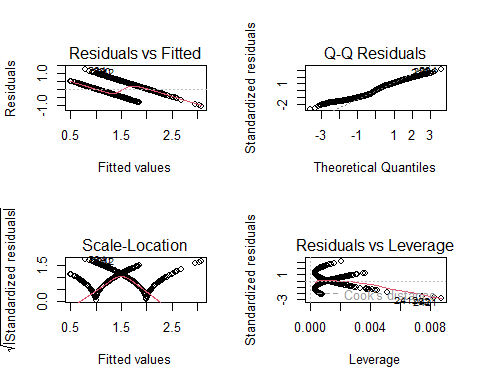 Residuals vs Fitted
Residuals
-1.0
1.0
0.5
1.5
2.5
Fitted values
Q-Q Residuals
Standardized residuals
-2
1
-3
-1
1
2
3
Theoretical Quantiles
Scale-Location
√|Standardized residuals|
0.0
1.5
0.5
1.5
2.5
Fitted values
Residuals vs Leverage
Standardized residuals
-3
1
Cook's distance
0.000
0.004
0.008
Leverage